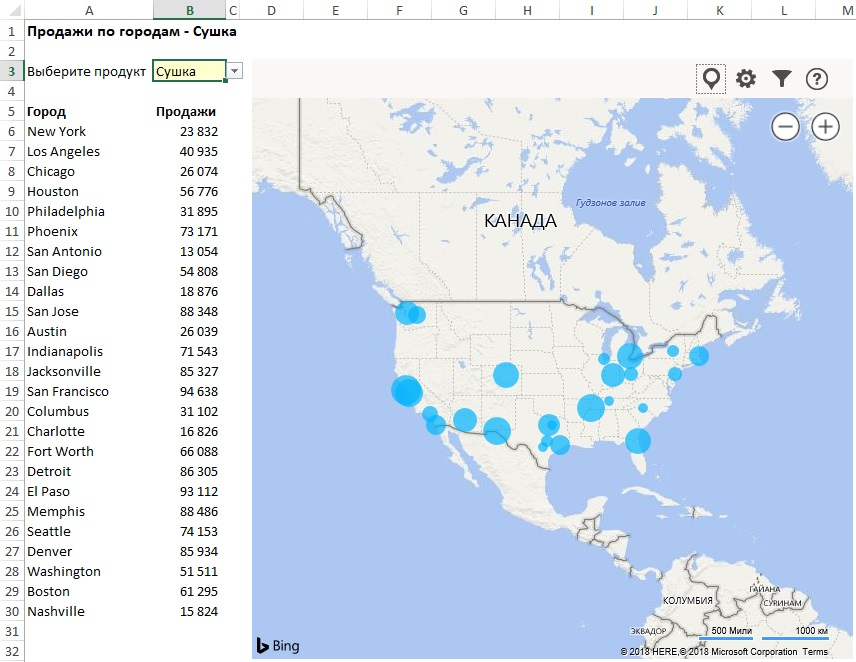 A B C D E F G H I J K L M
1 Продажи по городам - Сушка
2
3 Выберите продукт Сушка
4
5 Город Продажи
6 New York 23 832
7 Los Angeles 40 935
8 Chicago 26 074
9 Houston 56 776
10 Philadelphia 31 895
11 Phoenix 73 171
12 San Antonio 13 054
13 San Diego 54 808
14 Dallas 18 876
15 San Jose 88 348
16 Austin 26 039
17 Indianapolis 71 543
18 Jacksonville 85 327
19 San Francisco 94 638
20 Columbus 31 102
21 Charlotte 16 826
22 Fort Worth 66 088
23 Detroit 86 305
24 El Paso 93 112
25 Memphis 88 486
26 Seattle 74 153
27 Denver 85 934
28 Washington 51 511
29 Boston 61 295
30 Nashville 15 824
31
32
?
Гудзонов залив
КАНАДА
ГАЙАНА
КОЛУМБИЯ
СУРИНАМ
ЭКВАДОР
500 Мили 1000 км
Bing
© 2018 HERE,© 2018 Microsoft Corporation Terms